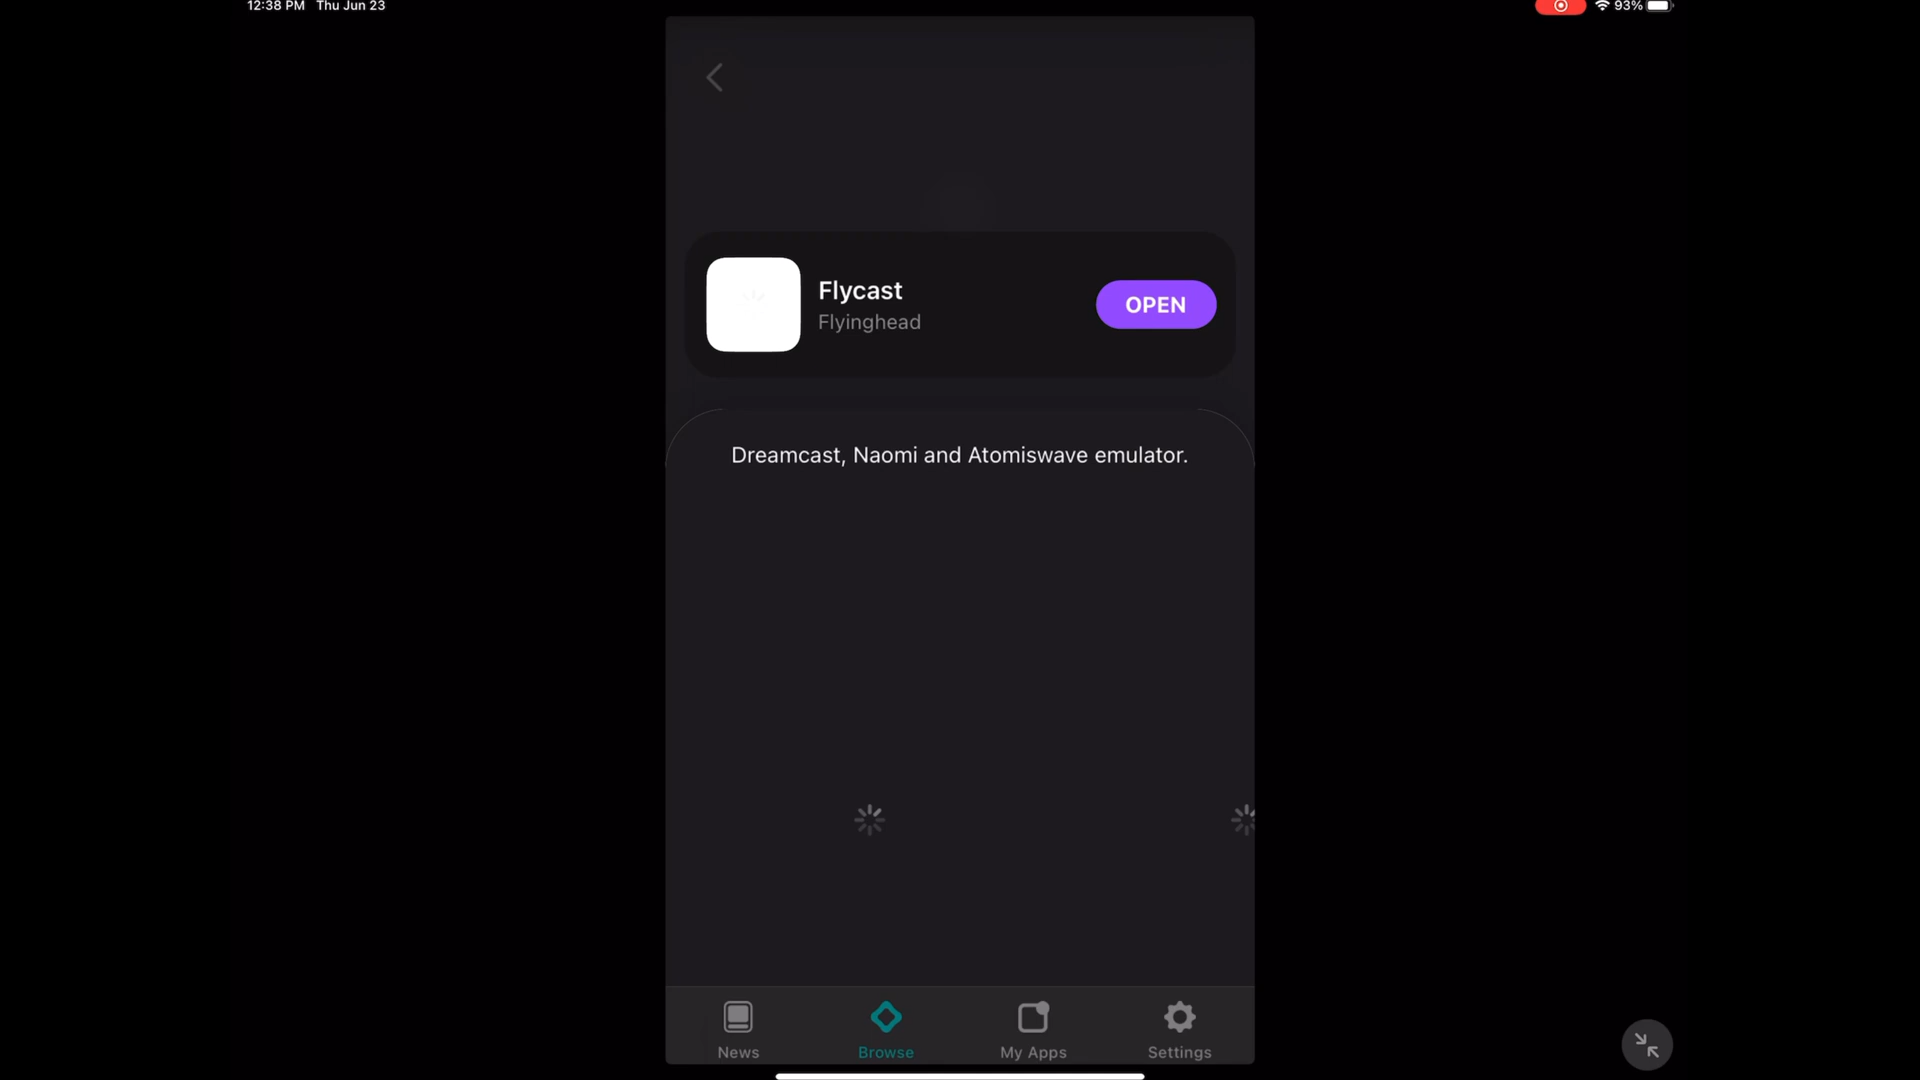 12:38 PM Thu Jun 23
93%
Flycast
Flyinghead
OPEN
Dreamcast, Naomi and Atomiswave emulator.
News
Browse
My Apps
Settings